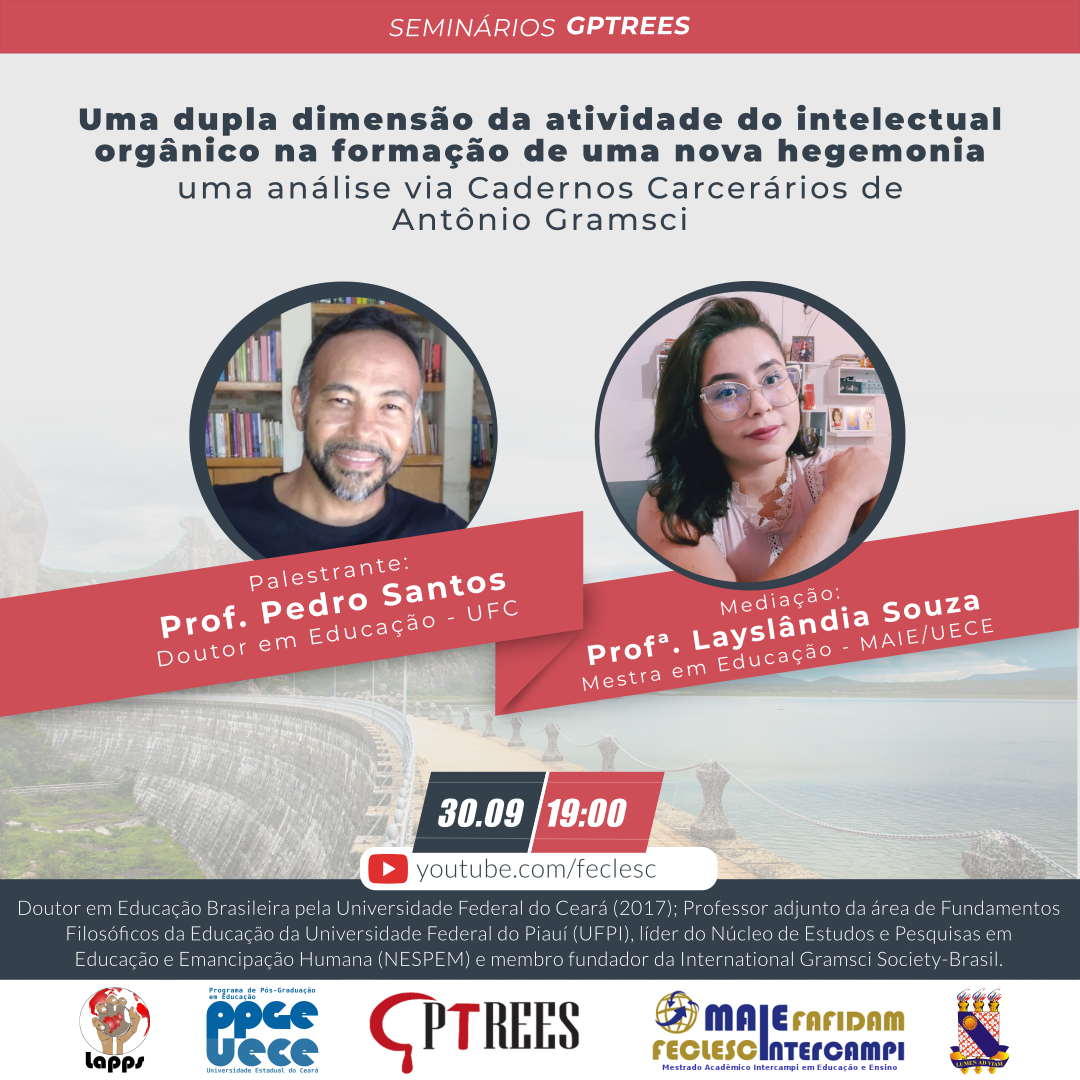 SEMINÁRIOS GPTREES
Uma dupla dimensão da atividade do intelectual
orgânico na formação de uma nova hegemonia
uma análise via Cadernos Carcerários de
Antônio Gramsci
Palestrante:
Prof. Pedro Santos
Doutor em Educação - UFC
Mediação:
Profª. Layslândia Souza
Mestra em Educação - MAIE/UECE
30.09 19:00
youtube.com/feclesc
Doutor em Educação Brasileira pela Universidade Federal do Ceará (2017); Professor adjunto da área de Fundamentos
Filosóficos da Educação da Universidade Federal do Piauí (UFPI), líder do Núcleo de Estudos e Pesquisas em
Educação e Emancipação Humana (NESPEM) e membro fundador da International Gramsci Society-Brasil.
Lapps
Programa de Pós-Graduação
em Educação
PPGE
UECE
Universidade Estadual do Ceará
GPTREES
MAIE FAFIDAM
FECLESC INTERCAMPI
Mestrado Acadêmico Intercampi em Educação e Ensino
LUMEN AD VIAM